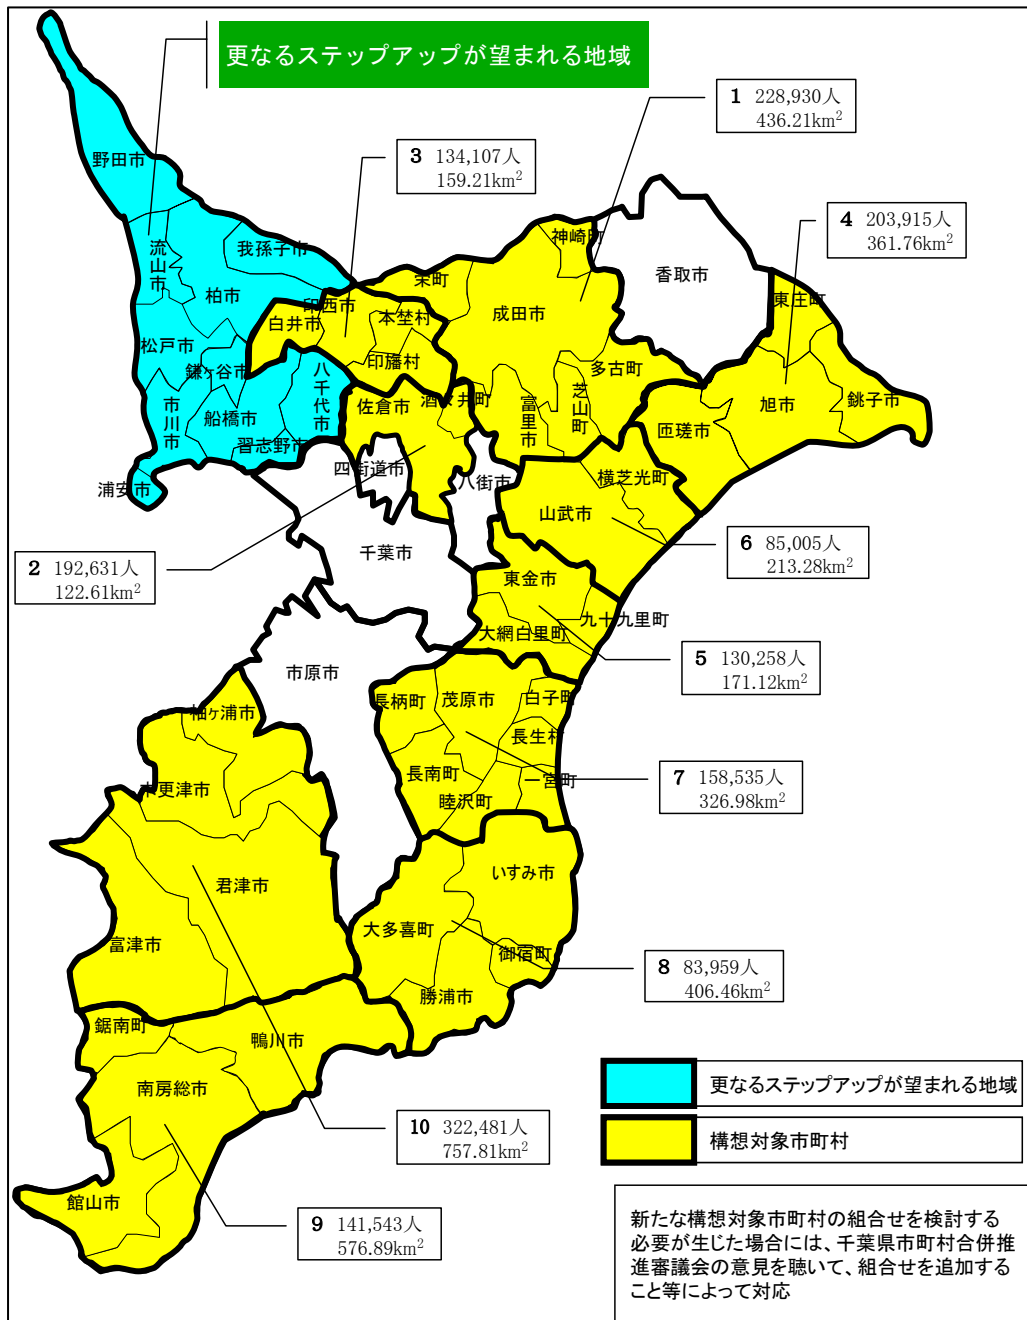 更なるステップアップが望まれる地域
1 228,930人
436.21km²
3 134,107人
159.21km²
4 203,915人
361.76km²
野田市
神崎町
香取市
流山市
我孫子市
栄町
柏市
印西市
成田市
東庄町
白井市
本埜村
松戸市
印旛村
鎌ヶ谷市
八千代市
多古町
市川市
船橋市
佐倉市
酒々井町
富里市
芝山町
匝瑳市
旭市
銚子市
習志野市
四街道市
八街市
横芝光町
浦安市
山武市
千葉市
2 192,631人
122.61km²
6 85,005人
213.28km²
東金市
九十九里町
大網白里町
5 130,258人
171.12km²
市原市
長柄町
茂原市
白子町
袖ヶ浦市
長生村
木更津市
長南町
一宮町
睦沢町
7 158,535人
326.98km²
いすみ市
君津市
大多喜町
富津市
御宿町
8 83,959人
406.46km²
勝浦市
鋸南町
鴨川市
南房総市
更なるステップアップが望まれる地域
10 322,481人
757.81km²
構想対象市町村
館山市
9 141,543人
576.89km²
新たな構想対象市町村の組合せを検討する
必要が生じた場合には、千葉県市町村合併推
進審議会の意見を聴いて、組合せを追加する
こと等によって対応